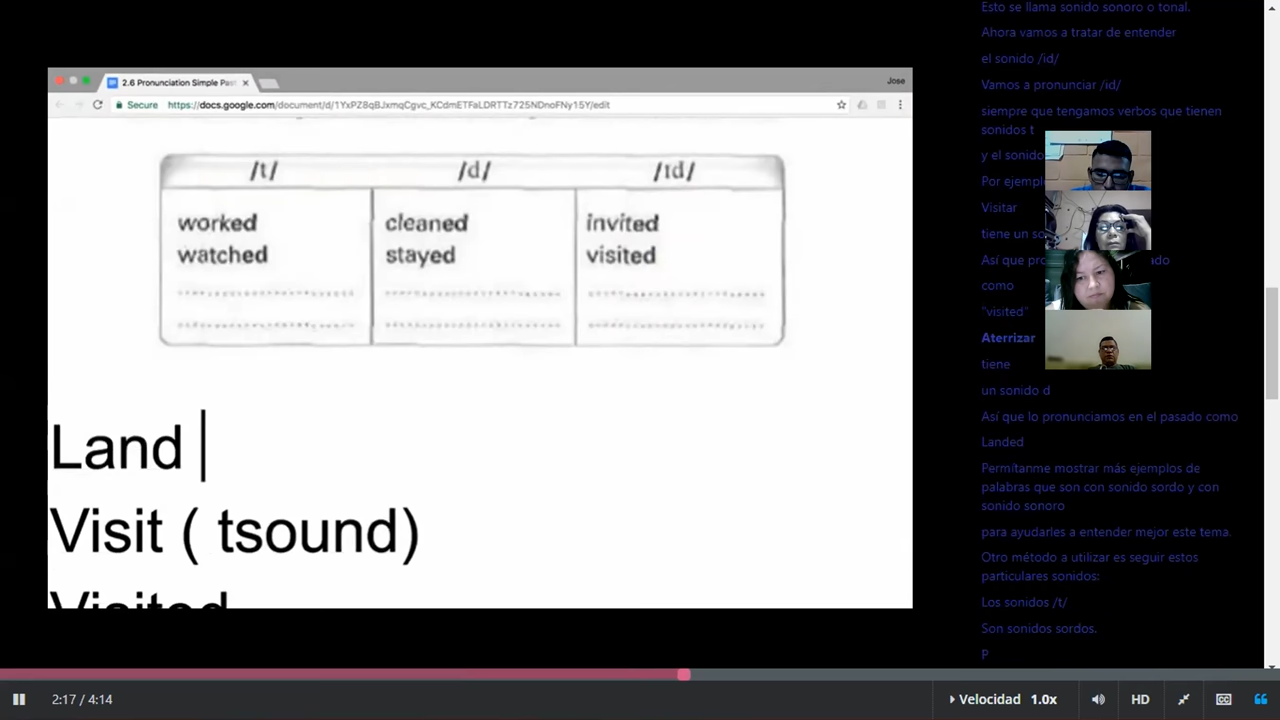 2.6 Pronunciation Simple Pas
Jose
Secure
https://docs.google.com/document/d/1YxPZ8qBJxmqCgvc_KCdmETFaLDRTTz725NDnoFNy15Y/edit
/t/ /d/ /ɪd/
worked cleaned invited
watched stayed visited
Land
Visit ( tsound)
Visited
Esto se llama sonido sonoro o tonal.
Ahora vamos a tratar de entender
el sonido /id/
Vamos a pronunciar /id/
siempre que tengamos verbos que tienen
sonidos t
y el sonido
Por ejempl
Visitar
tiene un so
Así que pro ado
como
"visited"
Aterrizar
tiene
un sonido d
Así que lo pronunciamos en el pasado como
Landed
Permítanme mostrar más ejemplos de
palabras que son con sonido sordo y con
sonido sonoro
para ayudarles a entender mejor este tema.
Otro método a utilizar es seguir estos
particulares sonidos:
Los sonidos /t/
Son sonidos sordos.
p
2:17 / 4:14
Velocidad 1.0x
HD
CC